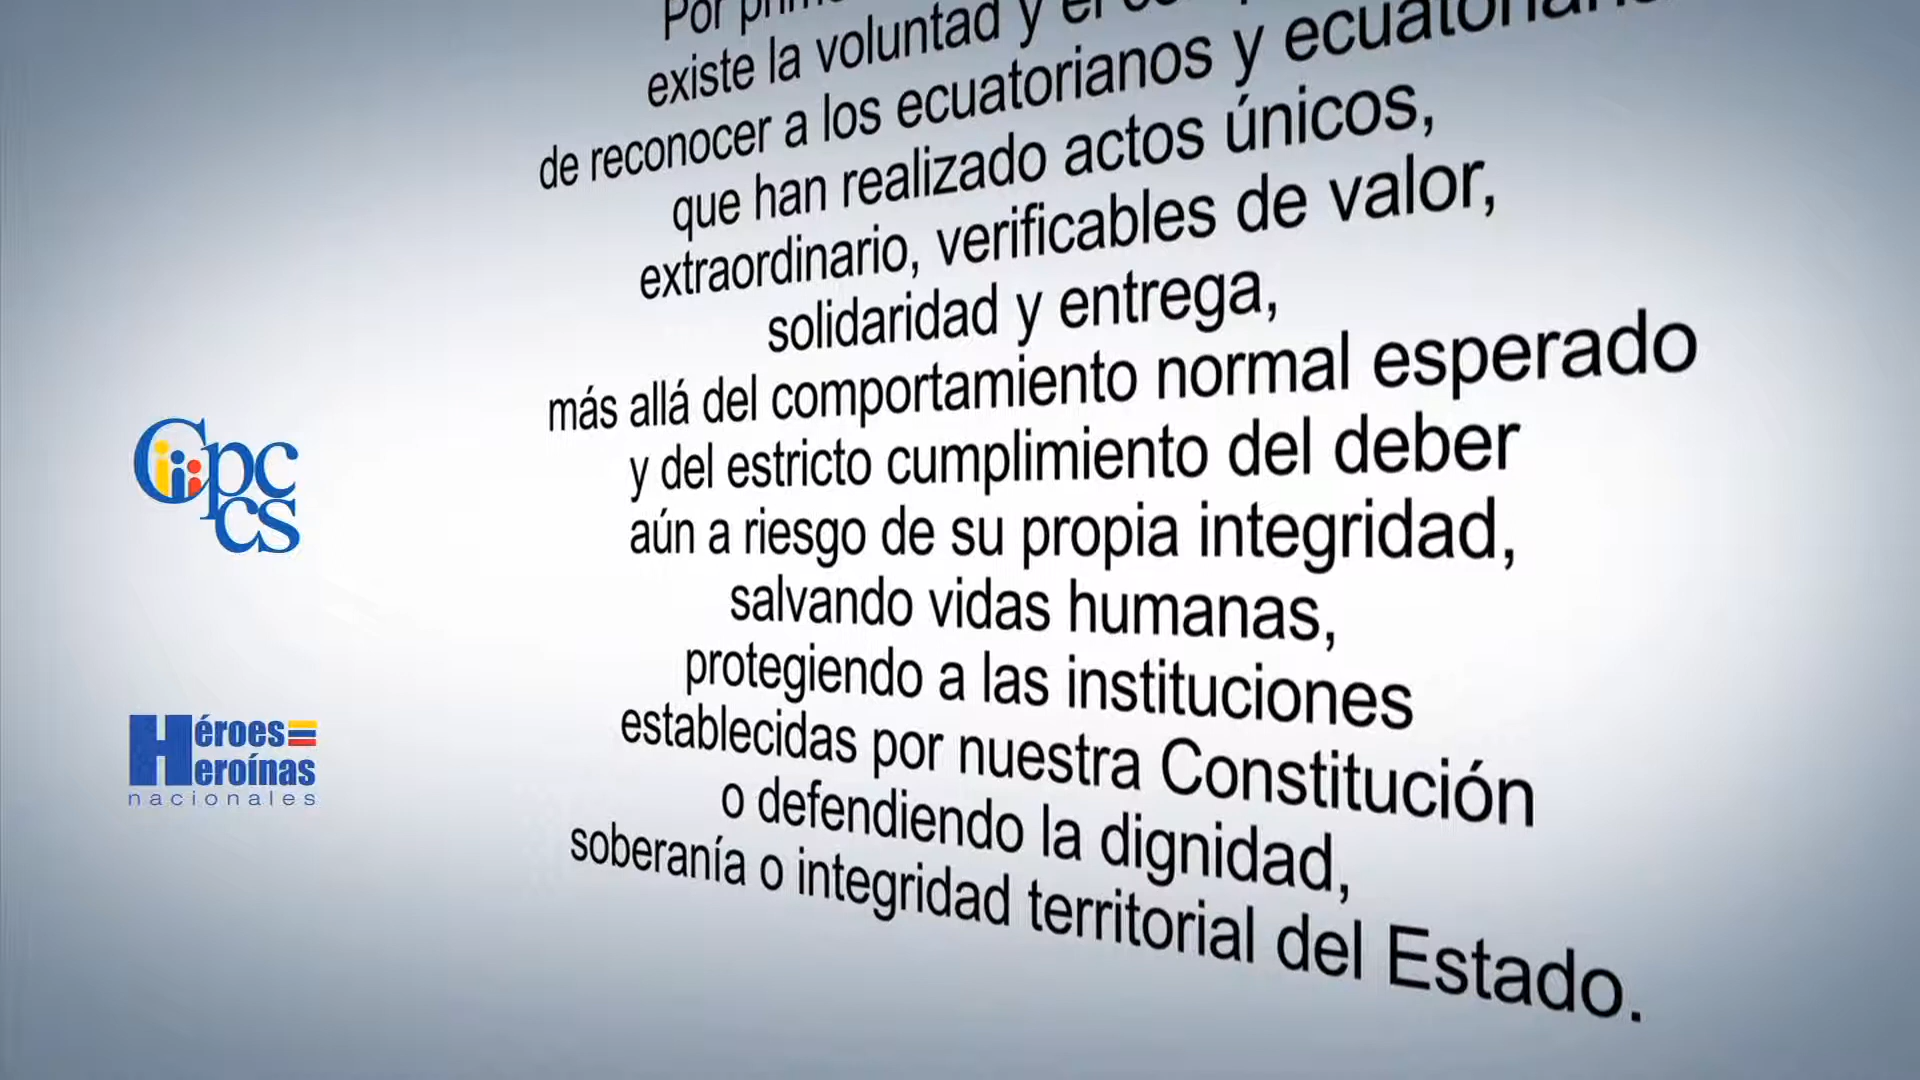 Por
existe la voluntad y el
de reconocer a los ecuatorianos y
que han realizado actos únicos,
extraordinario, verificables de valor,
solidaridad y entrega,
más allá del comportamiento normal esperado
y del estricto cumplimiento del deber
aún a riesgo de su propia integridad,
salvando vidas humanas,
protegiendo a las instituciones
establecidas por nuestra Constitución
o defendiendo la dignidad,
soberanía o integridad territorial del Estado.
Cpc
cs
Héroes
Heroínas
nacionales